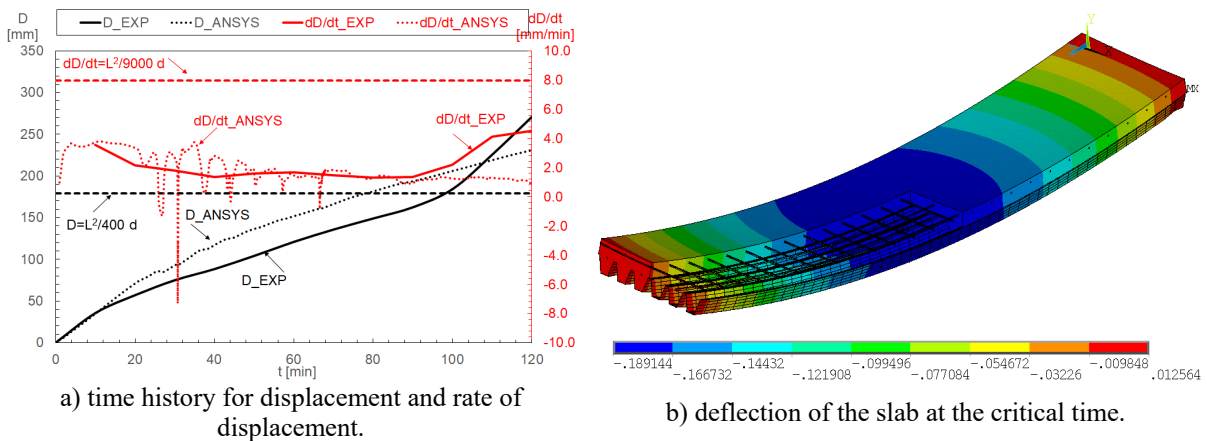 D
[mm]
D_EXP
D_ANSYS
dD/dt_EXP
dD/dt_ANSYS
dD/dt
[mm/min]
350
300
250
200
150
100
50
0
10.0
8.0
6.0
4.0
2.0
0.0
-2.0
-4.0
-6.0
-8.0
-10.0
dD/dt=L²/9000 d
dD/dt_ANSYS
dD/dt_EXP
D=L²/400 d
D_ANSYS
D_EXP
0 20 40 60 80 100 120
t [min]
a) time history for displacement and rate of
displacement.
Y
X
MX
-.189144 -.14432 -.099496 -.054672 -.009848
-.166732 -.121908 -.077084 -.03226 .012564
b) deflection of the slab at the critical time.